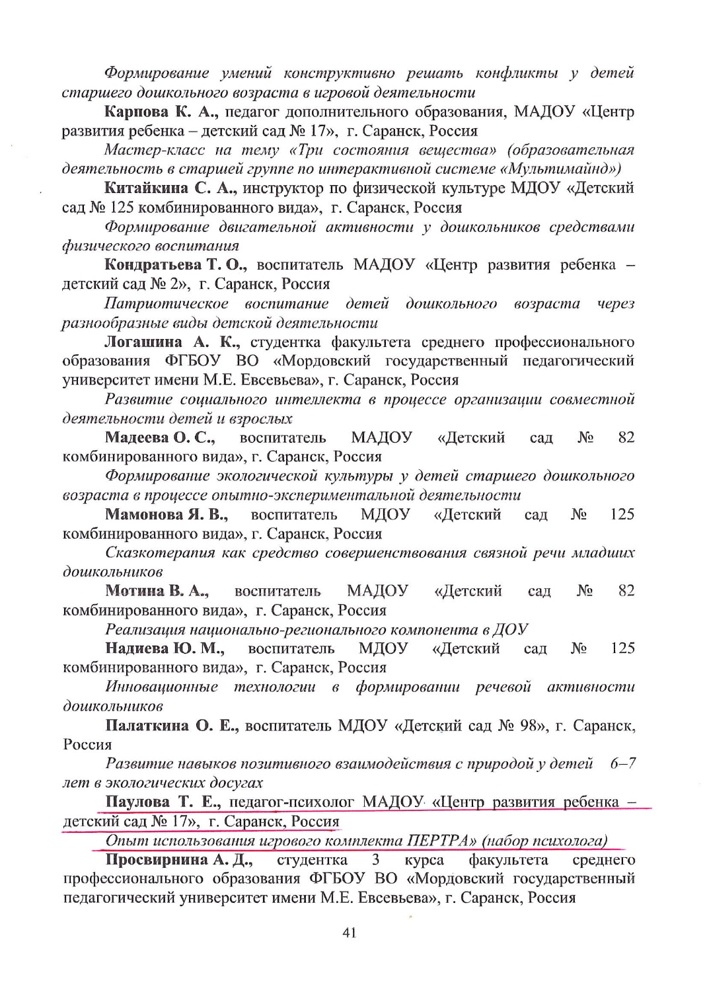 Формирование умений конструктивно решать конфликты у детей
старшего дошкольного возраста в игровой деятельности
Карпова К. А., педагог дополнительного образования, МАДОУ «Центр
развития ребенка – детский сад № 17», г. Саранск, Россия
Мастер-класс на тему «Три состояния вещества» (образовательная
деятельность в старшей группе по интерактивной системе «Мультимайнд»)
Китайкина С. А., инструктор по физической культуре МДОУ «Детский
сад № 125 комбинированного вида», г. Саранск, Россия
Формирование двигательной активности у дошкольников средствами
физического воспитания
Кондратьева Т. О., воспитатель МАДОУ «Центр развития ребенка –
детский сад № 2», г. Саранск, Россия
Патриотическое воспитание детей дошкольного возраста через
разнообразные виды детской деятельности
Логашина А. К., студентка факультета среднего профессионального
образования ФГБОУ ВО «Мордовский государственный педагогический
университет имени М.Е. Евсевьева», г. Саранск, Россия
Развитие социального интеллекта в процессе организации совместной
деятельности детей и взрослых
Мадеева О. С., воспитатель МАДОУ «Детский сад № 82
комбинированного вида», г. Саранск, Россия
Формирование экологической культуры у детей старшего дошкольного
возраста в процессе опытно-экспериментальной деятельности
Мамонова Я. В., воспитатель МДОУ «Детский сад № 125
комбинированного вида», г. Саранск, Россия
Сказкотерапия как средство совершенствования связной речи младших
дошкольников
Мотина В. А., воспитатель МАДОУ «Детский сад № 82
комбинированного вида», г. Саранск, Россия
Реализация национально-регионального компонента в ДОУ
Надиева Ю. М., воспитатель МДОУ «Детский сад № 125
комбинированного вида», г. Саранск, Россия
Инновационные технологии в формировании речевой активности
дошкольников
Палаткина О. Е., воспитатель МДОУ «Детский сад № 98», г. Саранск,
Россия
Развитие навыков позитивного взаимодействия с природой у детей 6–7
лет в экологических досугах
Паулова Т. Е., педагог-психолог МАДОУ «Центр развития ребенка –
детский сад № 17», г. Саранск, Россия
Опыт использования игрового комплекта ПЕРТРА» (набор психолога)
Просвирнина А. Д., студентка 3 курса факультета среднего
профессионального образования ФГБОУ ВО «Мордовский государственный
педагогический университет имени М.Е. Евсевьева», г. Саранск, Россия
41